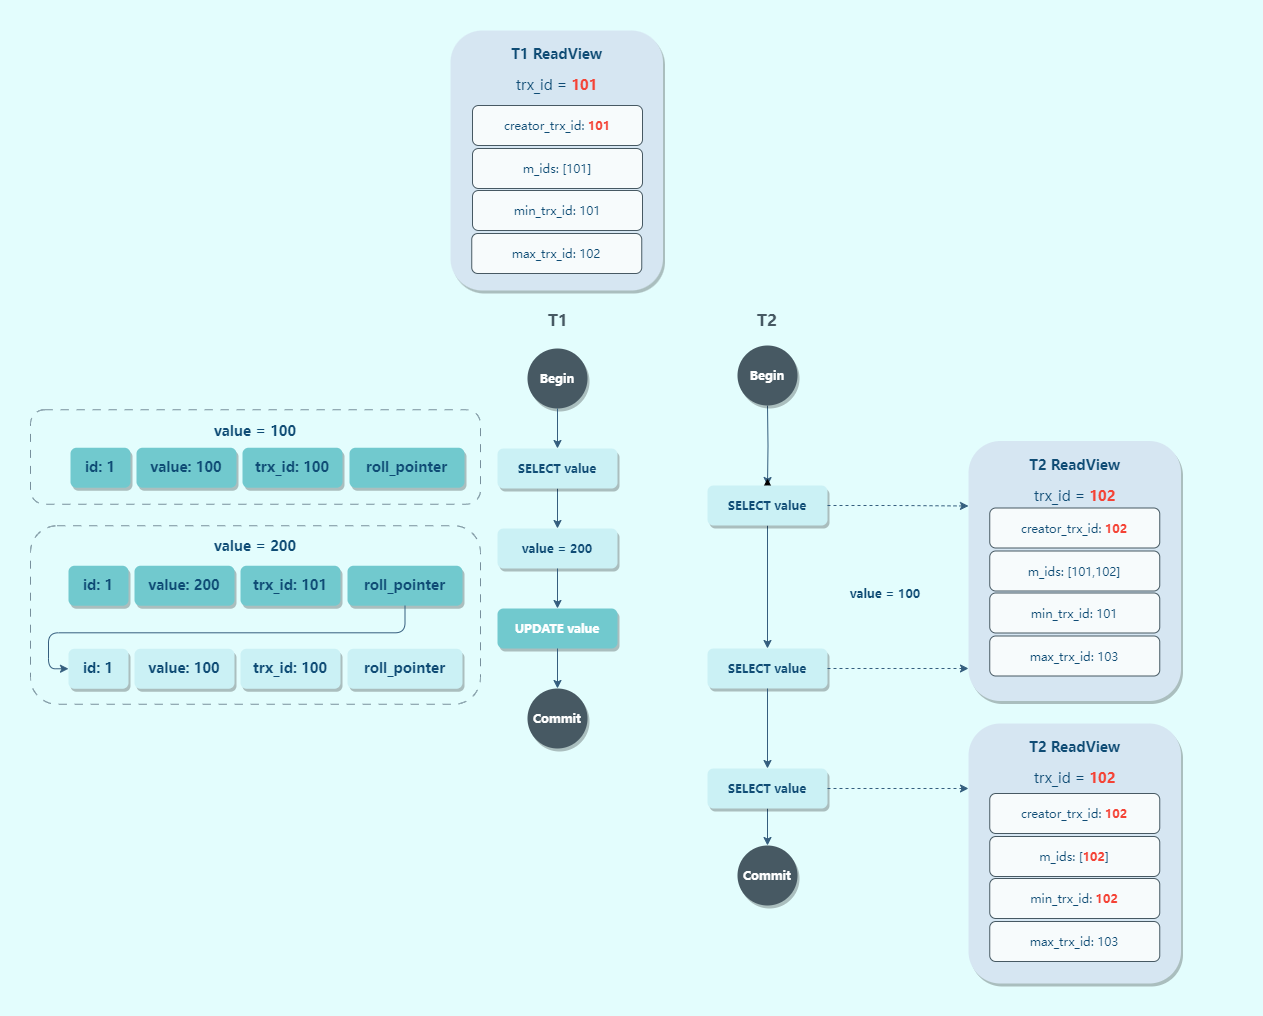 T1 ReadView
trx_id = 101
creator_trx_id: 101
m_ids: [101]
min_trx_id: 101
max_trx_id: 102
T1
T2
Begin
Begin
value = 100
id: 1
value: 100
trx_id: 100
roll_pointer
value = 200
id: 1
value: 200
trx_id: 101
roll_pointer
id: 1
value: 100
trx_id: 100
roll_pointer
SELECT value
value = 200
UPDATE value
Commit
SELECT value
value = 100
SELECT value
SELECT value
Commit
T2 ReadView
trx_id = 102
creator_trx_id: 102
m_ids: [101,102]
min_trx_id: 101
max_trx_id: 103
T2 ReadView
trx_id = 102
creator_trx_id: 102
m_ids: [102]
min_trx_id: 102
max_trx_id: 103